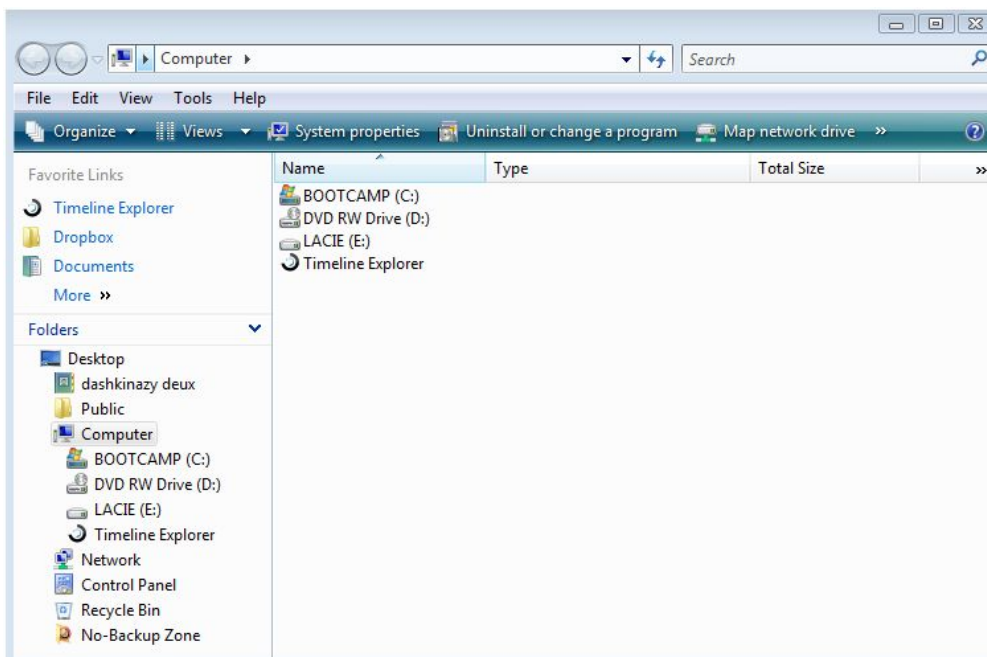 Computer
Search
File Edit View Tools Help
Organize Views System properties Uninstall or change a program Map network drive »
Favorite Links
Timeline Explorer
Dropbox
Documents
More »
Folders
Desktop
dashkinazy deux
Public
Computer
BOOTCAMP (C:)
DVD RW Drive (D:)
LACIE (E:)
Timeline Explorer
Network
Control Panel
Recycle Bin
No-Backup Zone
Name Type Total Size »
BOOTCAMP (C:)
DVD RW Drive (D:)
LACIE (E:)
Timeline Explorer